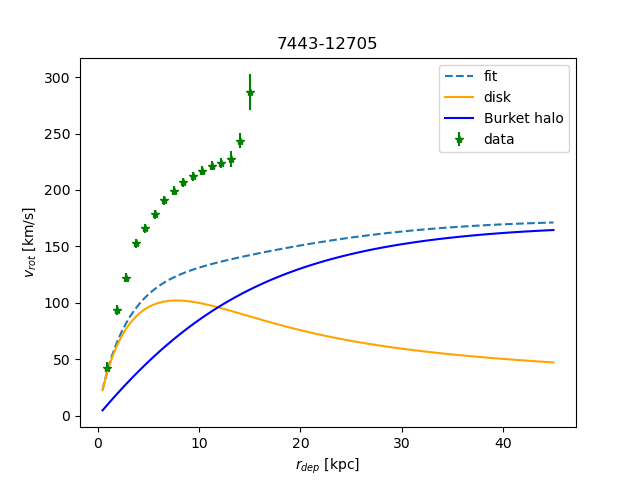 7443-12705
300
250
200
150
100
50
0
v_rot [km/s]
fit
disk
Burket halo
data
0 10 20 30 40
r_dep [kpc]